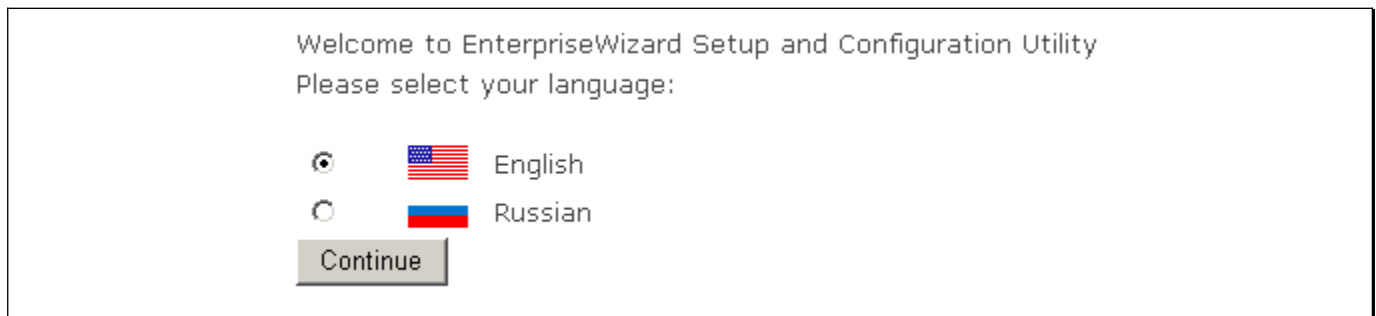 Welcome to EnterpriseWizard Setup and Configuration Utility
Please select your language:
English
Russian
Continue